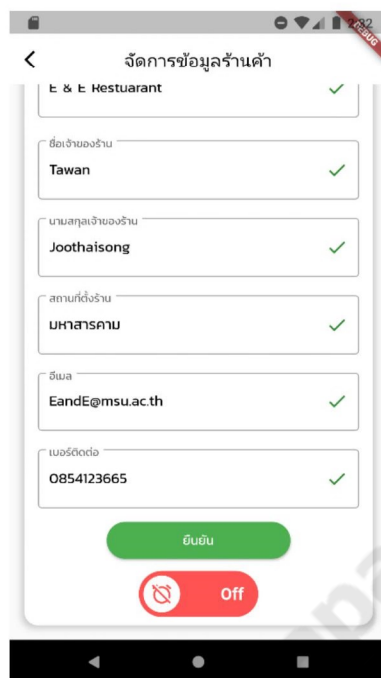 2:32
DEBUG
จัดการข้อมูลร้านค้า
E & E Restuarant
ชื่อเจ้าของร้าน
Tawan
นามสกุลเจ้าของร้าน
Joothaisong
สถานที่ตั้งร้าน
มหาสารคาม
อีเมล
EandE@msu.ac.th
เบอร์ติดต่อ
0854123665
ยืนยัน
Off